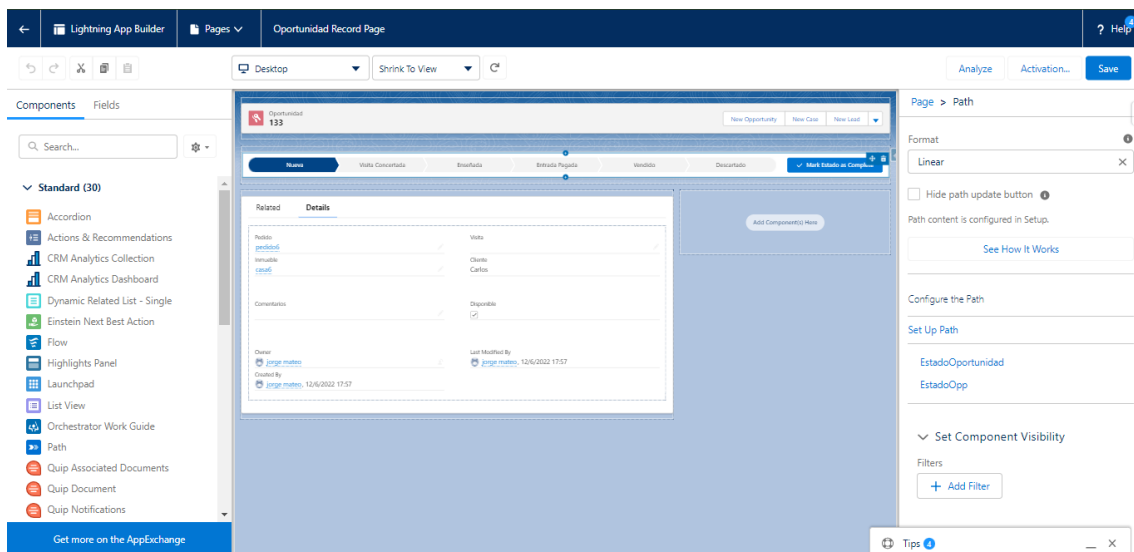 Lightning App Builder
Pages
Oportunidad Record Page
? Help
4
Desktop
Shrink To View
Analyze
Activation...
Save
Components
Fields
Search...
Standard (30)
Accordion
Actions & Recommendations
CRM Analytics Collection
CRM Analytics Dashboard
Dynamic Related List - Single
Einstein Next Best Action
Flow
Highlights Panel
Launchpad
List View
Orchestrator Work Guide
Path
Quip Associated Documents
Quip Document
Quip Notifications
Get more on the AppExchange
Oportunidad
133
New Opportunity
New Case
New Lead
Nueva
Visita Concertada
Enseñada
Entrada Pagada
Vendido
Descartado
Mark Estado as Comple
Related
Details
Pedido
pedido6
Visita
Inmueble
casa6
Cliente
Carlos
Comentarios
Disponible
Owner
jorge mateo
Last Modified By
jorge mateo, 12/6/2022 17:57
Created By
jorge mateo, 12/6/2022 17:57
Add Component(s) Here
Page > Path
Format
Linear
Hide path update button
Path content is configured in Setup.
See How It Works
Configure the Path
Set Up Path
EstadoOportunidad
EstadoOpp
Set Component Visibility
Filters
+ Add Filter
Tips 4